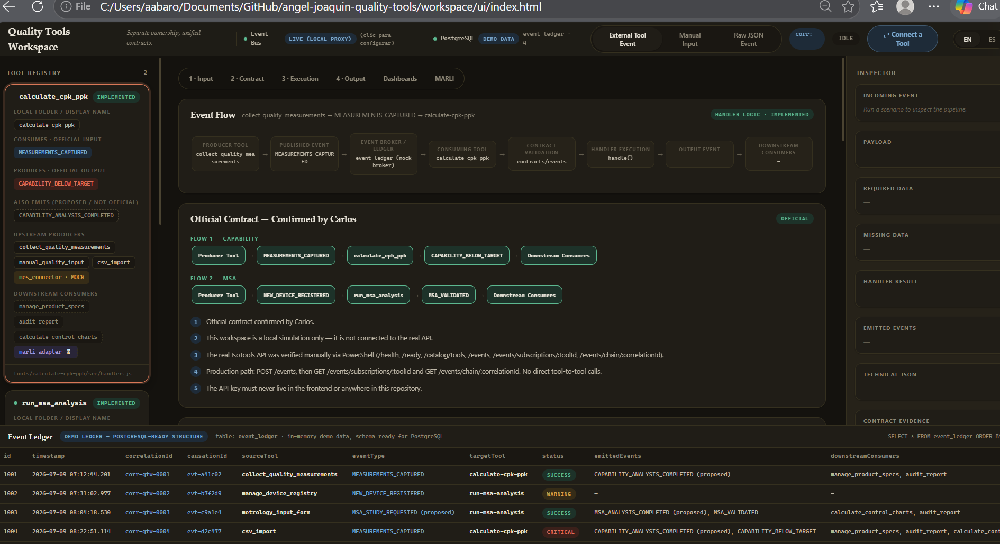 File C:/Users/aabaro/Documents/GitHub/angel-joaquin-quality-tools/workspace/ui/index.html
Chat
Quality Tools
Workspace
Separate ownership, unified
contracts.
Event
Bus
LIVE (LOCAL PROXY)
(clic para
configurar)
PostgreSQL
DEMO DATA
event_ledger ·
4
External Tool
Event
Manual
Input
Raw JSON
Event
corr:
—
IDLE
⇄ Connect a
Tool
EN
ES
TOOL REGISTRY
2
calculate_cpk_ppk
IMPLEMENTED
LOCAL FOLDER / DISPLAY NAME
calculate-cpk-ppk
CONSUMES · OFFICIAL INPUT
MEASUREMENTS_CAPTURED
PRODUCES · OFFICIAL OUTPUT
CAPABILITY_BELOW_TARGET
ALSO EMITS (PROPOSED / NOT OFFICIAL)
CAPABILITY_ANALYSIS_COMPLETED
UPSTREAM PRODUCERS
collect_quality_measurements
manual_quality_input
csv_import
mes_connector · MOCK
DOWNSTREAM CONSUMERS
manage_product_specs
audit_report
calculate_control_charts
marli_adapter ⌛
tools/calculate-cpk-ppk/src/handler.js
run_msa_analysis
IMPLEMENTED
LOCAL FOLDER / DISPLAY NAME
1 · Input
2 · Contract
3 · Execution
4 · Output
Dashboards
MARLI
Event Flow
collect_quality_measurements → MEASUREMENTS_CAPTURED → calculate-cpk-ppk
HANDLER LOGIC · IMPLEMENTED
PRODUCER TOOL
collect_quality_mea
surements
→
PUBLISHED EVENT
MEASUREMENTS_CAPTUR
ED
→
EVENT BROKER /
LEDGER
event_ledger (mock
broker)
→
CONSUMING TOOL
calculate-cpk-ppk
→
CONTRACT
VALIDATION
contracts/events
→
HANDLER EXECUTION
handle()
→
OUTPUT EVENT
—
→
DOWNSTREAM
CONSUMERS
—
Official Contract — Confirmed by Carlos
OFFICIAL
FLOW 1 — CAPABILITY
Producer Tool → MEASUREMENTS_CAPTURED → calculate_cpk_ppk → CAPABILITY_BELOW_TARGET → Downstream Consumers
FLOW 2 — MSA
Producer Tool → NEW_DEVICE_REGISTERED → run_msa_analysis → MSA_VALIDATED → Downstream Consumers
1 Official contract confirmed by Carlos.
2 This workspace is a local simulation only — it is not connected to the real API.
3 The real IsoTools API was verified manually via PowerShell (/health, /ready, /catalog/tools, /events, /events/subscriptions/:toolId, /events/chain/:correlationId).
4 Production path: POST /events, then GET /events/subscriptions/:toolId and GET /events/chain/:correlationId. No direct tool-to-tool calls.
5 The API key must never live in the frontend or anywhere in this repository.
INSPECTOR
INCOMING EVENT
Run a scenario to inspect the pipeline.
PAYLOAD
—
REQUIRED DATA
—
MISSING DATA
—
HANDLER RESULT
—
EMITTED EVENTS
—
TECHNICAL JSON
—
CONTRACT EVIDENCE
Event Ledger
DEMO LEDGER — POSTGRESQL-READY STRUCTURE
table: event_ledger · in-memory demo data, schema ready for PostgreSQL
SELECT * FROM event_ledger ORDER BY
id timestamp correlationId causationId sourceTool eventType targetTool status emittedEvents downstreamConsumers
1001 2026-07-09 07:12:44.201 corr-qtw-0001 evt-a41c02 collect_quality_measurements MEASUREMENTS_CAPTURED calculate-cpk-ppk SUCCESS CAPABILITY_ANALYSIS_COMPLETED (proposed) manage_product_specs, audit_report
1002 2026-07-09 07:31:02.977 corr-qtw-0002 evt-b7f2d9 manage_device_registry NEW_DEVICE_REGISTERED run-msa-analysis WARNING — —
1003 2026-07-09 08:04:18.530 corr-qtw-0003 evt-c9a1e4 metrology_input_form MSA_STUDY_REQUESTED (proposed) run-msa-analysis SUCCESS MSA_ANALYSIS_COMPLETED (proposed), MSA_VALIDATED calculate_control_charts, audit_report
1004 2026-07-09 08:22:51.114 corr-qtw-0004 evt-d2c477 csv_import MEASUREMENTS_CAPTURED calculate-cpk-ppk CRITICAL CAPABILITY_ANALYSIS_COMPLETED (proposed), CAPABILITY_BELOW_TARGET manage_product_specs, audit_report, calculate_cont